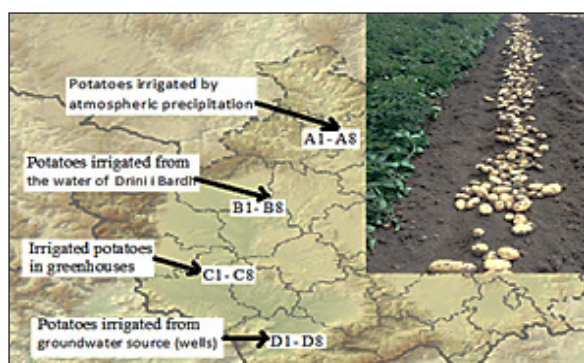 Potatoes irrigated by
atmospheric precipitation
A1- A8
Potatoes irrigated from
the water of Drini i Bardh
B1- B8
Irrigated potatoes
in greenhouses
C1- C8
Potatoes irrigated from
groundwater source (wells)
D1- D8